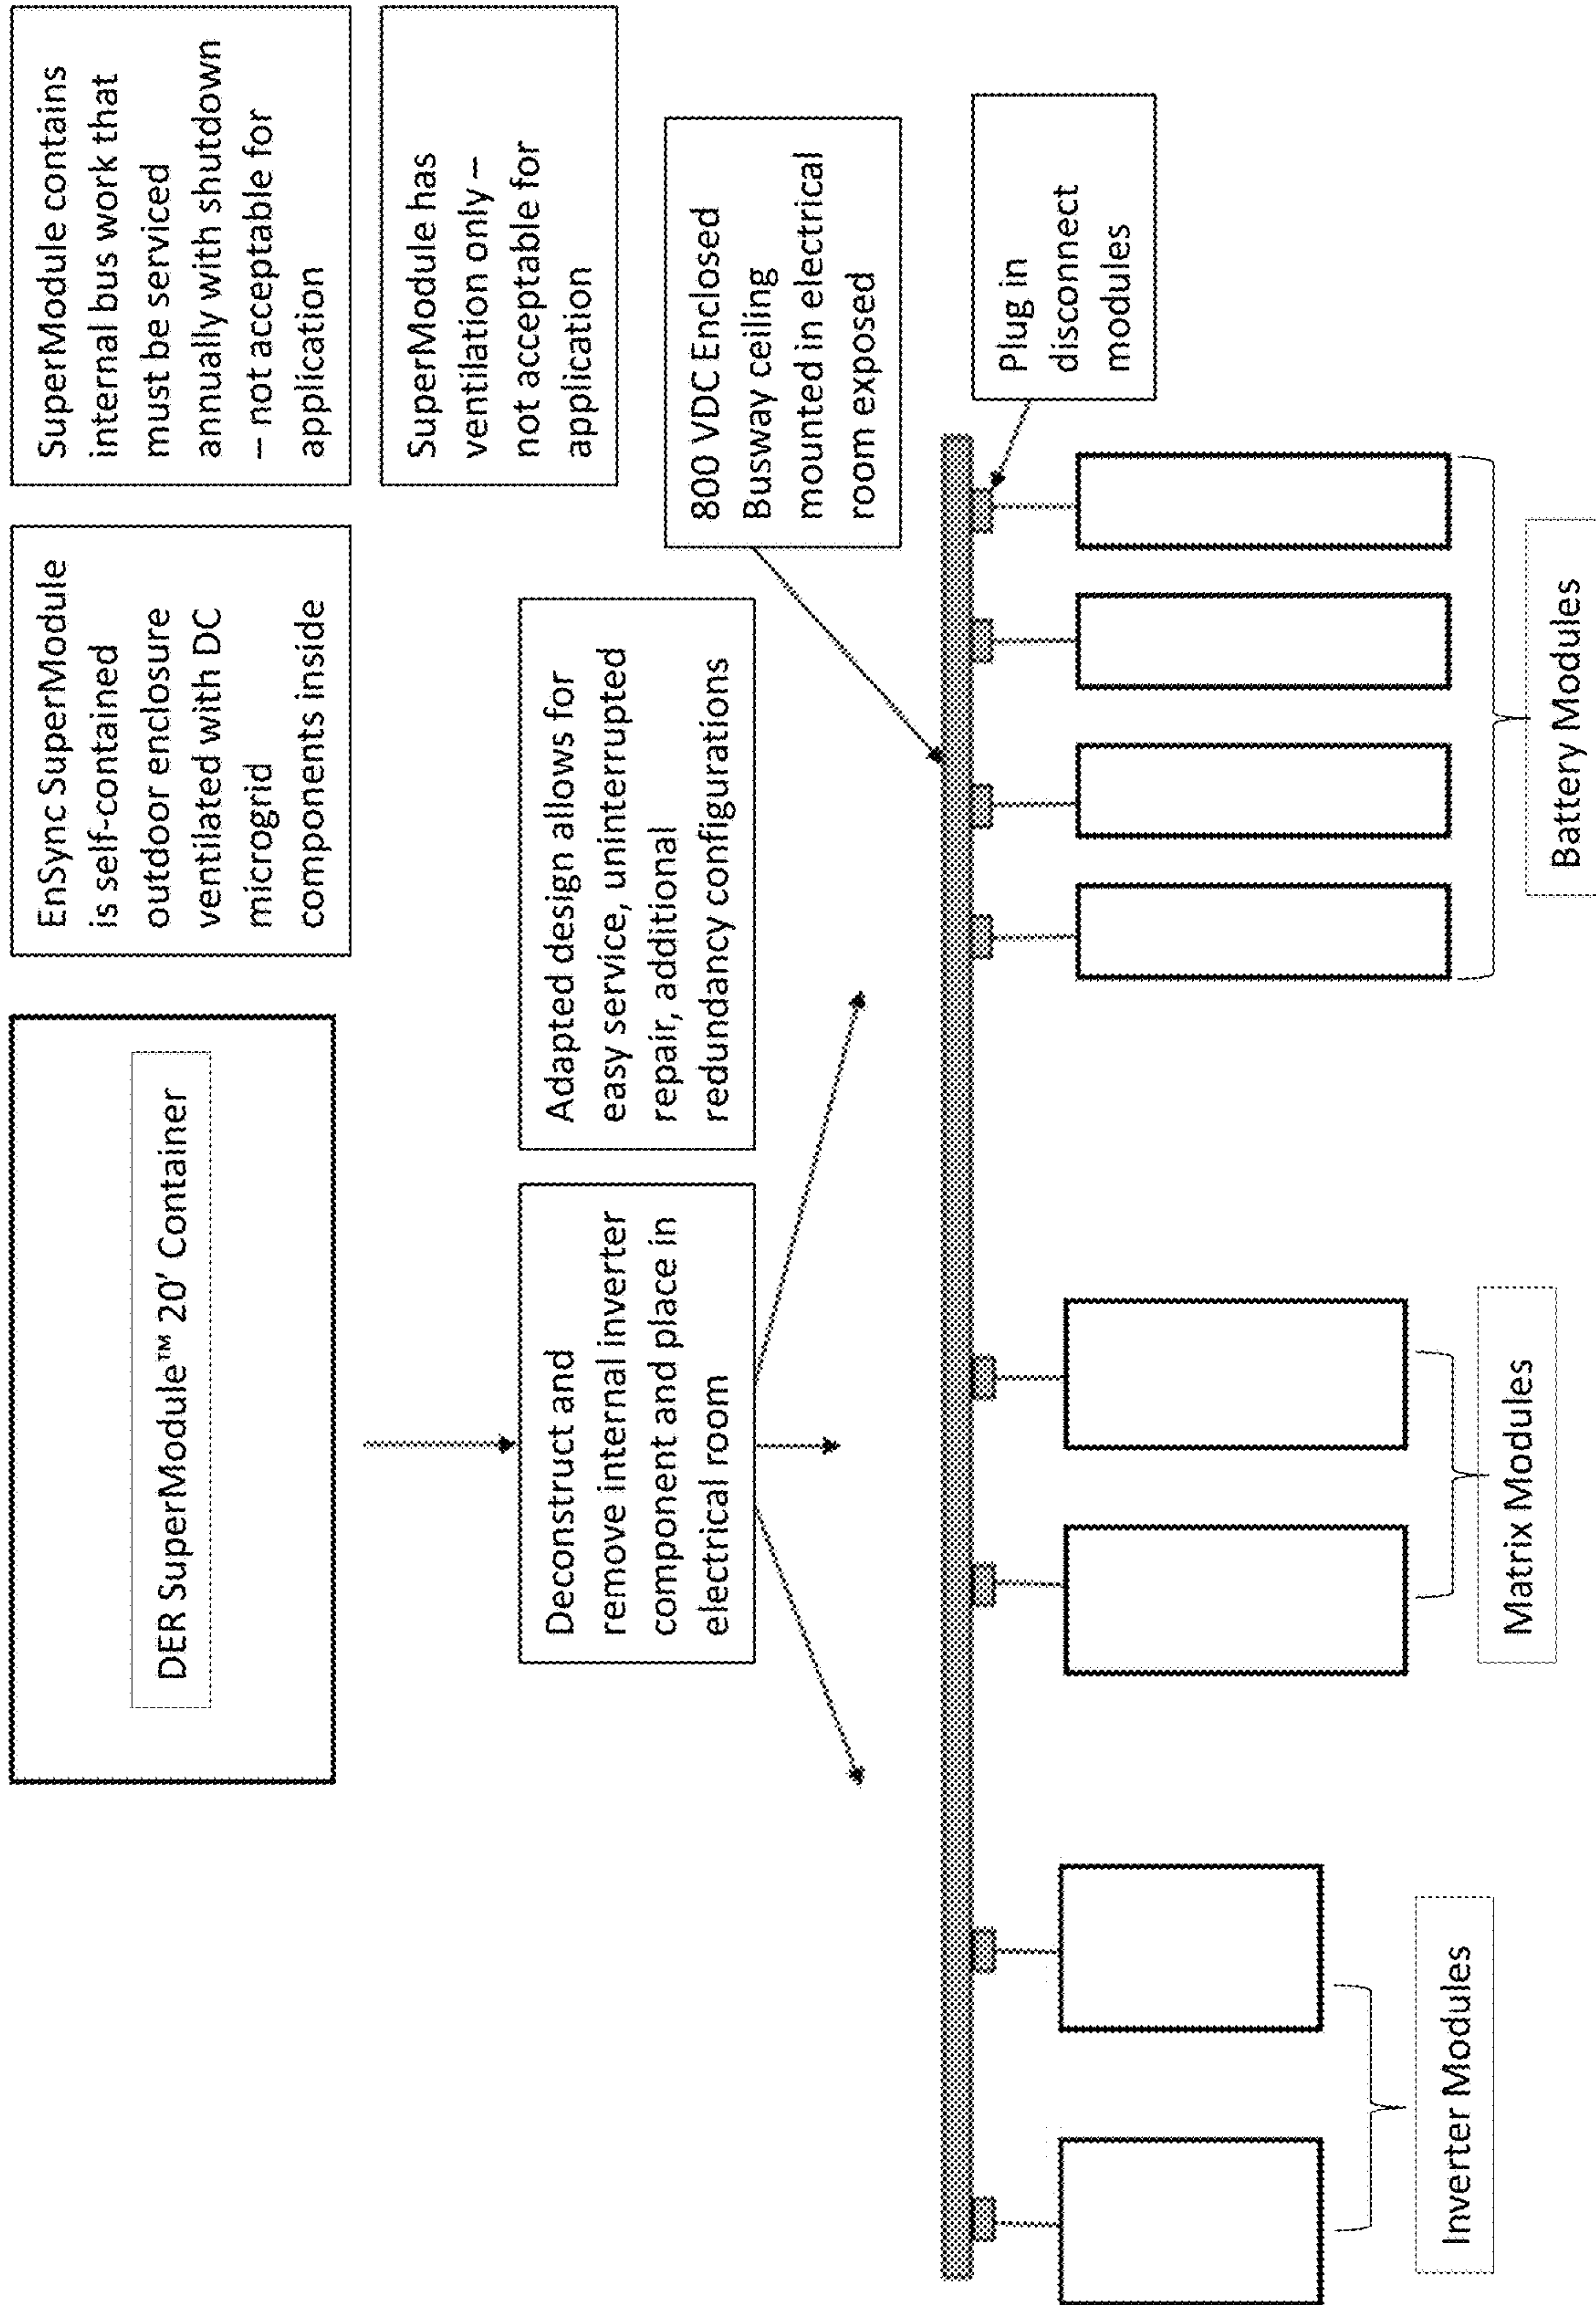 DER SuperModule™ 20' Container
EnSync SuperModule
is self-contained
outdoor enclosure
ventilated with DC
microgrid
components inside
SuperModule contains
internal bus work that
must be serviced
annually with shutdown
– not acceptable for
application
SuperModule has
ventilation only –
not acceptable for
application
Deconstruct and
remove internal inverter
component and place in
electrical room
Adapted design allows for
easy service, uninterrupted
repair, additional
redundancy configurations
800 VDC Enclosed
Busway ceiling
mounted in electrical
room exposed
Plug in
disconnect
modules
Inverter Modules
Matrix Modules
Battery Modules